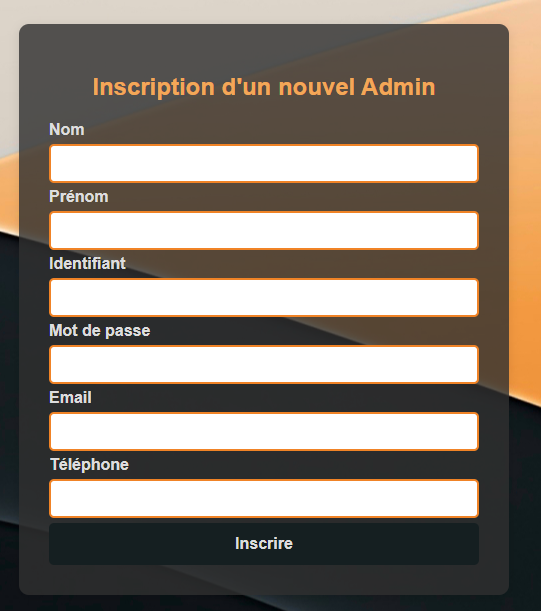 Inscription d'un nouvel Admin
Nom
Prénom
Identifiant
Mot de passe
Email
Téléphone
Inscrire